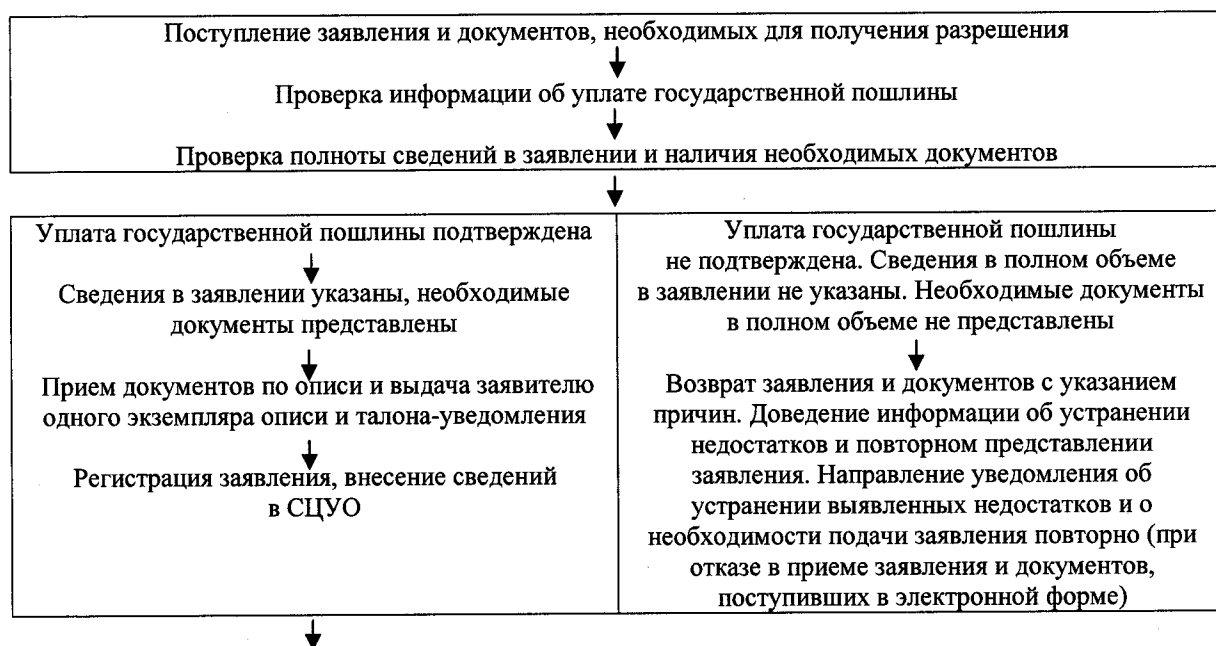 Поступление заявления и документов, необходимых для получения разрешения
Проверка информации об уплате государственной пошлины
Проверка полноты сведений в заявлении и наличия необходимых документов
Уплата государственной пошлины подтверждена
Сведения в заявлении указаны, необходимые
документы представлены
Прием документов по описи и выдача заявителю
одного экземпляра описи и талона-уведомления
Регистрация заявления, внесение сведений
в СЦУО
Уплата государственной пошлины
не подтверждена. Сведения в полном объеме
в заявлении не указаны. Необходимые документы
в полном объеме не представлены
Возврат заявления и документов с указанием
причин. Доведение информации об устранении
недостатков и повторном представлении
заявления. Направление уведомления об
устранении выявленных недостатков и о
необходимости подачи заявления повторно (при
отказе в приеме заявления и документов,
поступивших в электронной форме)